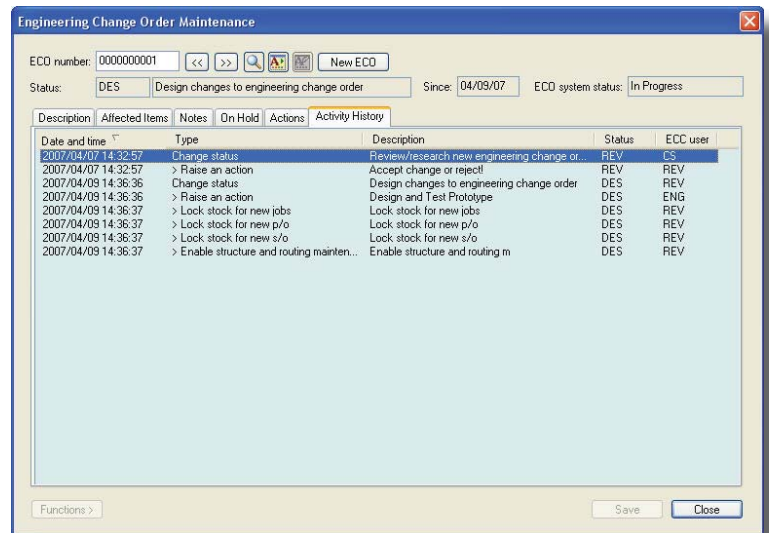 Engineering Change Order Maintenance
ECO number: 0000000001 << >> New ECO
Status: DES Design changes to engineering change order Since: 04/09/07 ECO system status: In Progress
Description Affected Items Notes On Hold Actions Activity History
Date and time Type Description Status ECC user
2007/04/07 14:32:57 Change status Review/research new engineering change or... REV CS
2007/04/07 14:32:57 > Raise an action Accept change or reject! REV REV
2007/04/09 14:36:36 Change status Design changes to engineering change order DES REV
2007/04/09 14:36:36 > Raise an action Design and Test Prototype DES ENG
2007/04/09 14:36:37 > Lock stock for new jobs Lock stock for new jobs DES REV
2007/04/09 14:36:37 > Lock stock for new p/o Lock stock for new p/o DES REV
2007/04/09 14:36:37 > Lock stock for new s/o Lock stock for new s/o DES REV
2007/04/09 14:36:37 > Enable structure and routing mainten... Enable structure and routing m DES REV
Functions > Save Close